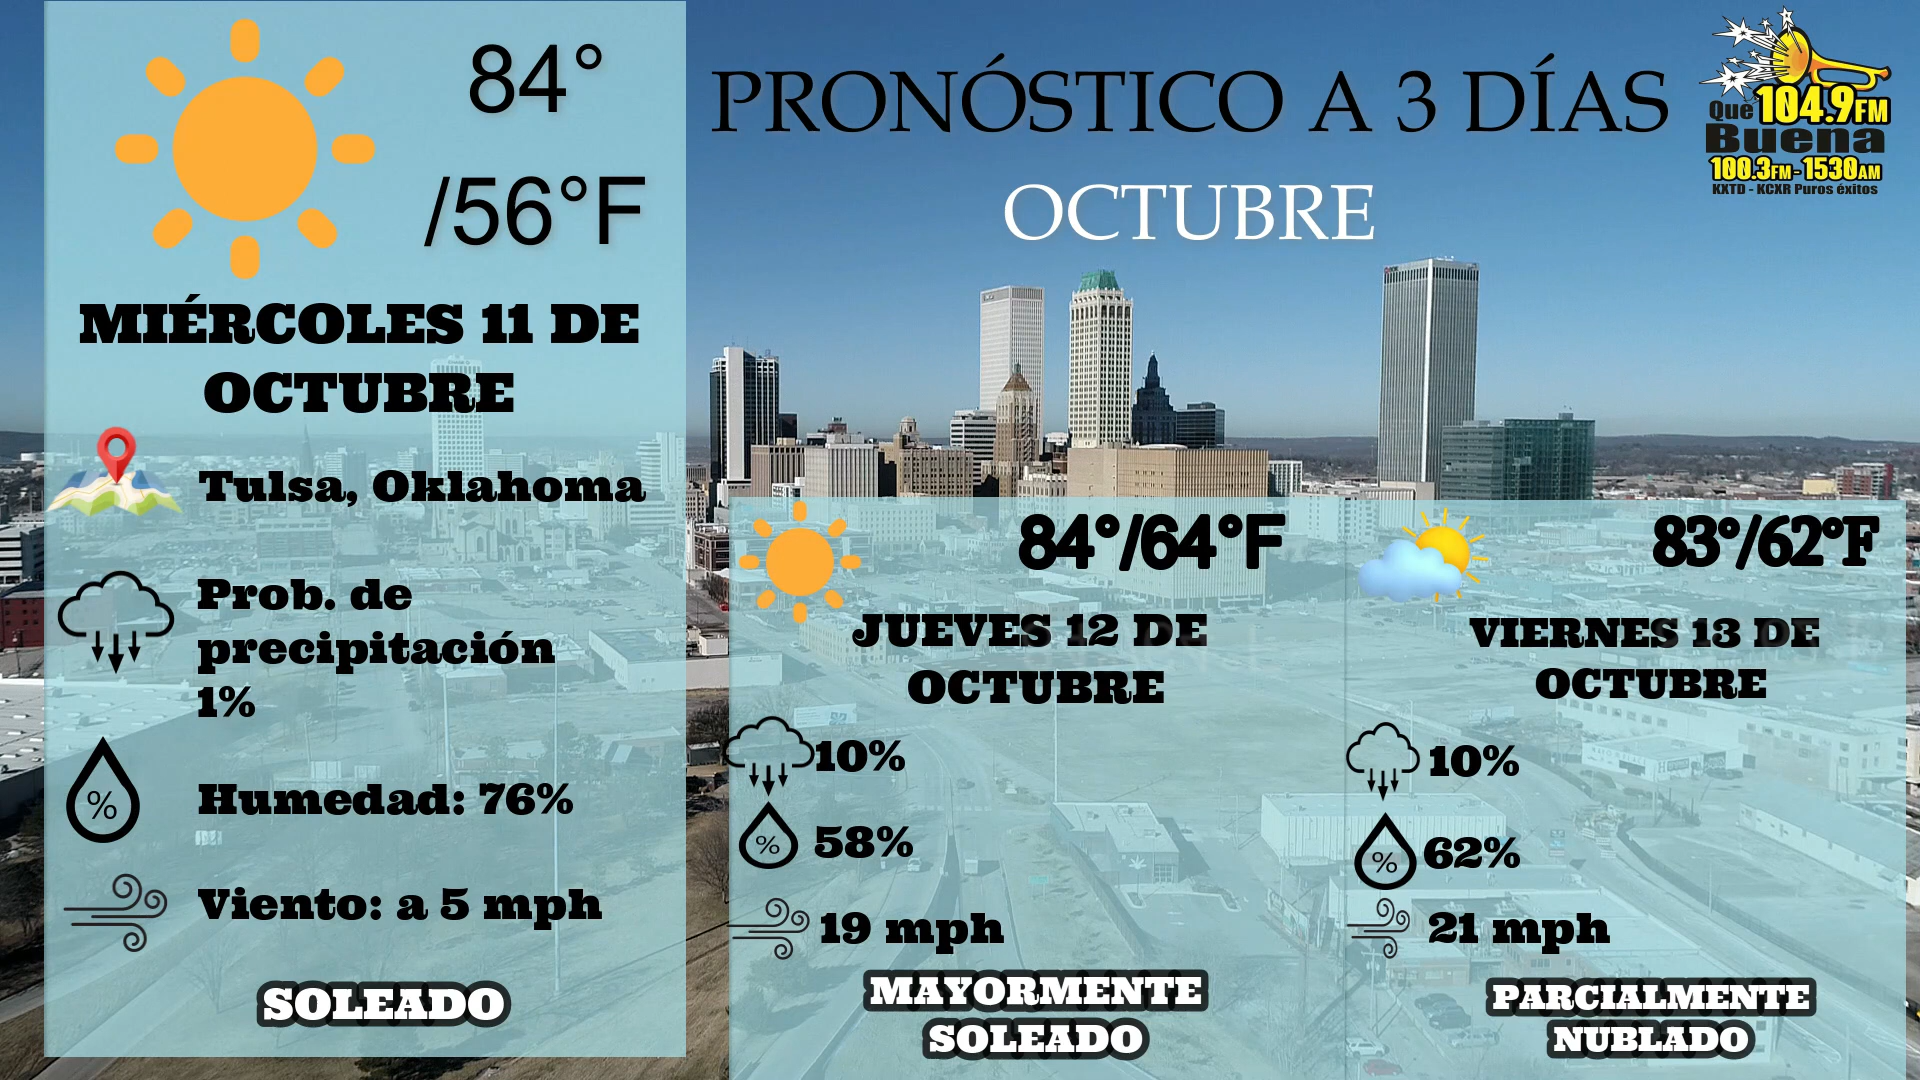 84°
/56°F
MIÉRCOLES 11 DE
OCTUBRE
Tulsa, Oklahoma
Prob. de
precipitación
1%
%
Humedad: 76%
Viento: a 5 mph
SOLEADO
PRONÓSTICO A 3 DÍAS
OCTUBRE
Que 104.9FM
Buena
100.3FM-1530AM
KXTD - KCXR Puros éxitos
84°/64°F
JUEVES 12 DE
OCTUBRE
10%
%
58%
19 mph
MAYORMENTE
SOLEADO
83°/62°F
VIERNES 13 DE
OCTUBRE
10%
%
62%
21 mph
PARCIALMENTE
NUBLADO